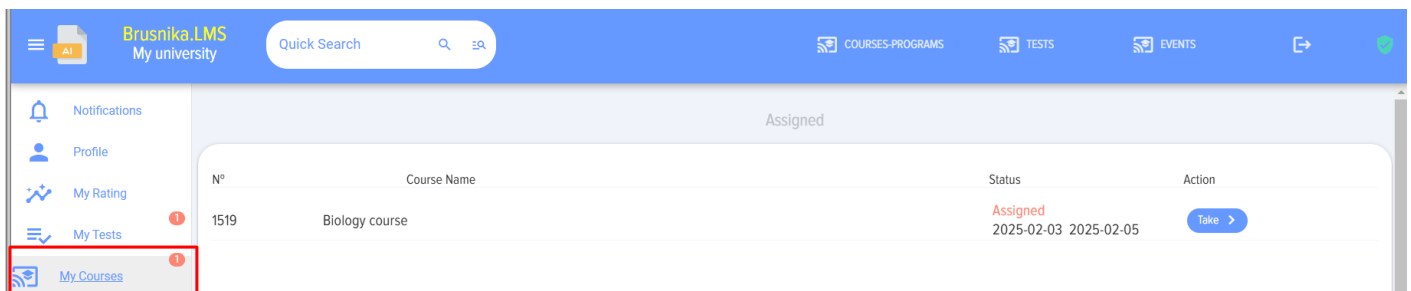 Brusnika.LMS
My university
AI
Quick Search
COURSES-PROGRAMS
TESTS
EVENTS
Notifications
Profile
My Rating
1
My Tests
1
My Courses
Assigned
Nº Course Name Status Action
1519 Biology course Assigned Take
2025-02-03 2025-02-05